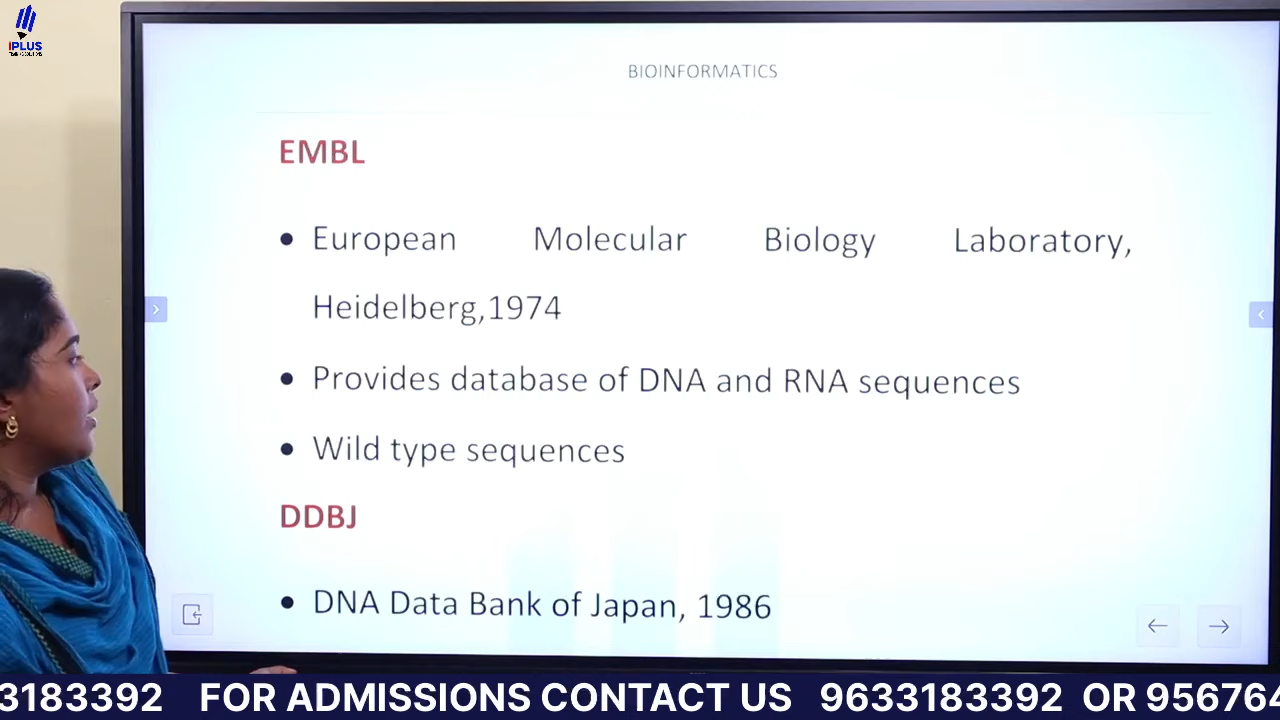 IPLUS
BIOINFORMATICS
EMBL
• European Molecular Biology Laboratory,
Heidelberg,1974
• Provides database of DNA and RNA sequences
• Wild type sequences
DDBJ
• DNA Data Bank of Japan, 1986
3183392 FOR ADMISSIONS CONTACT US 9633183392 OR 956764